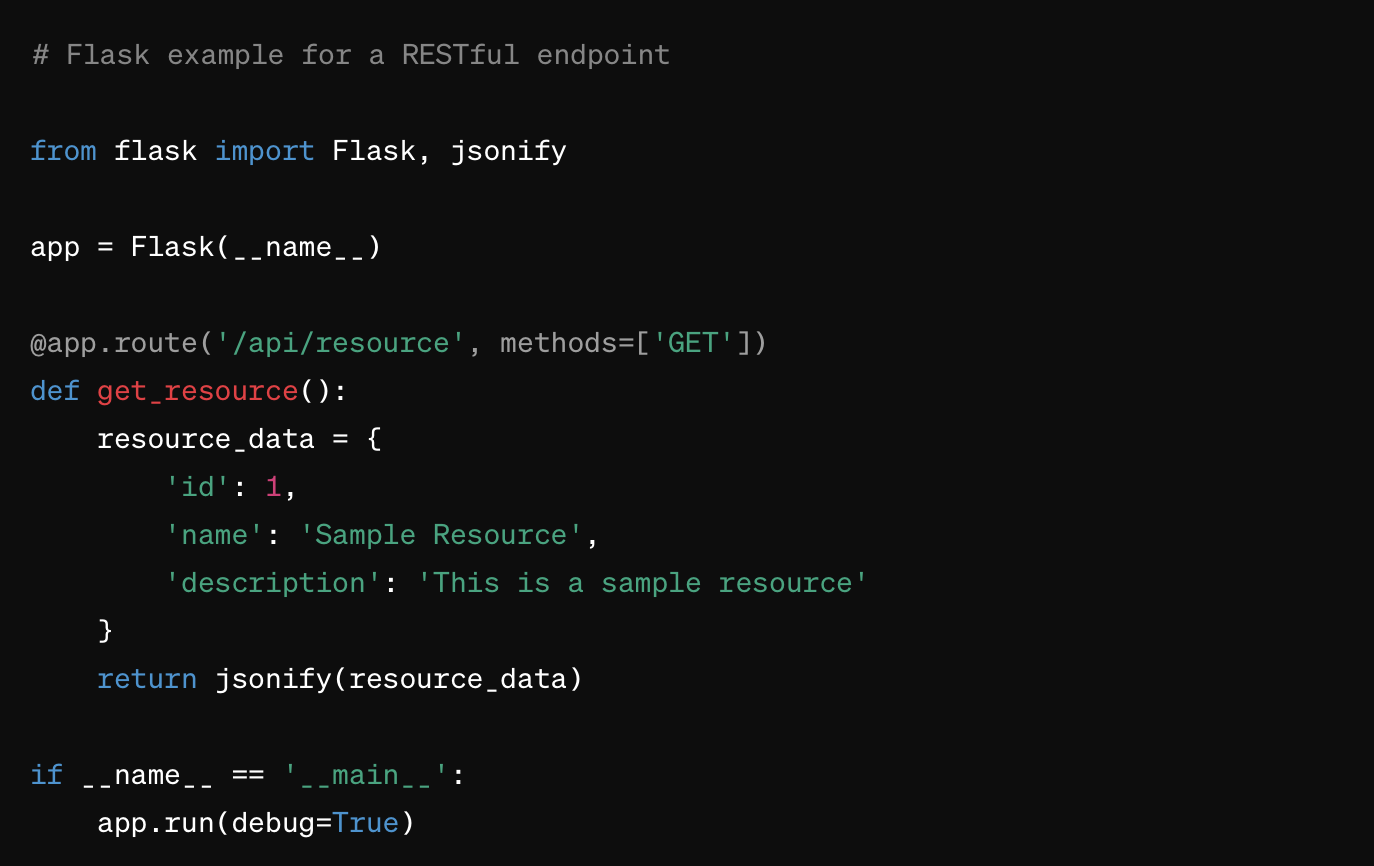 # Flask example for a RESTful endpoint
from flask import Flask, jsonify
app = Flask(__name__)
@app.route('/api/resource', methods=['GET'])
def get_resource():
    resource_data = {
        'id': 1,
        'name': 'Sample Resource',
        'description': 'This is a sample resource'
    }
    return jsonify(resource_data)
if __name__ == '__main__':
    app.run(debug=True)